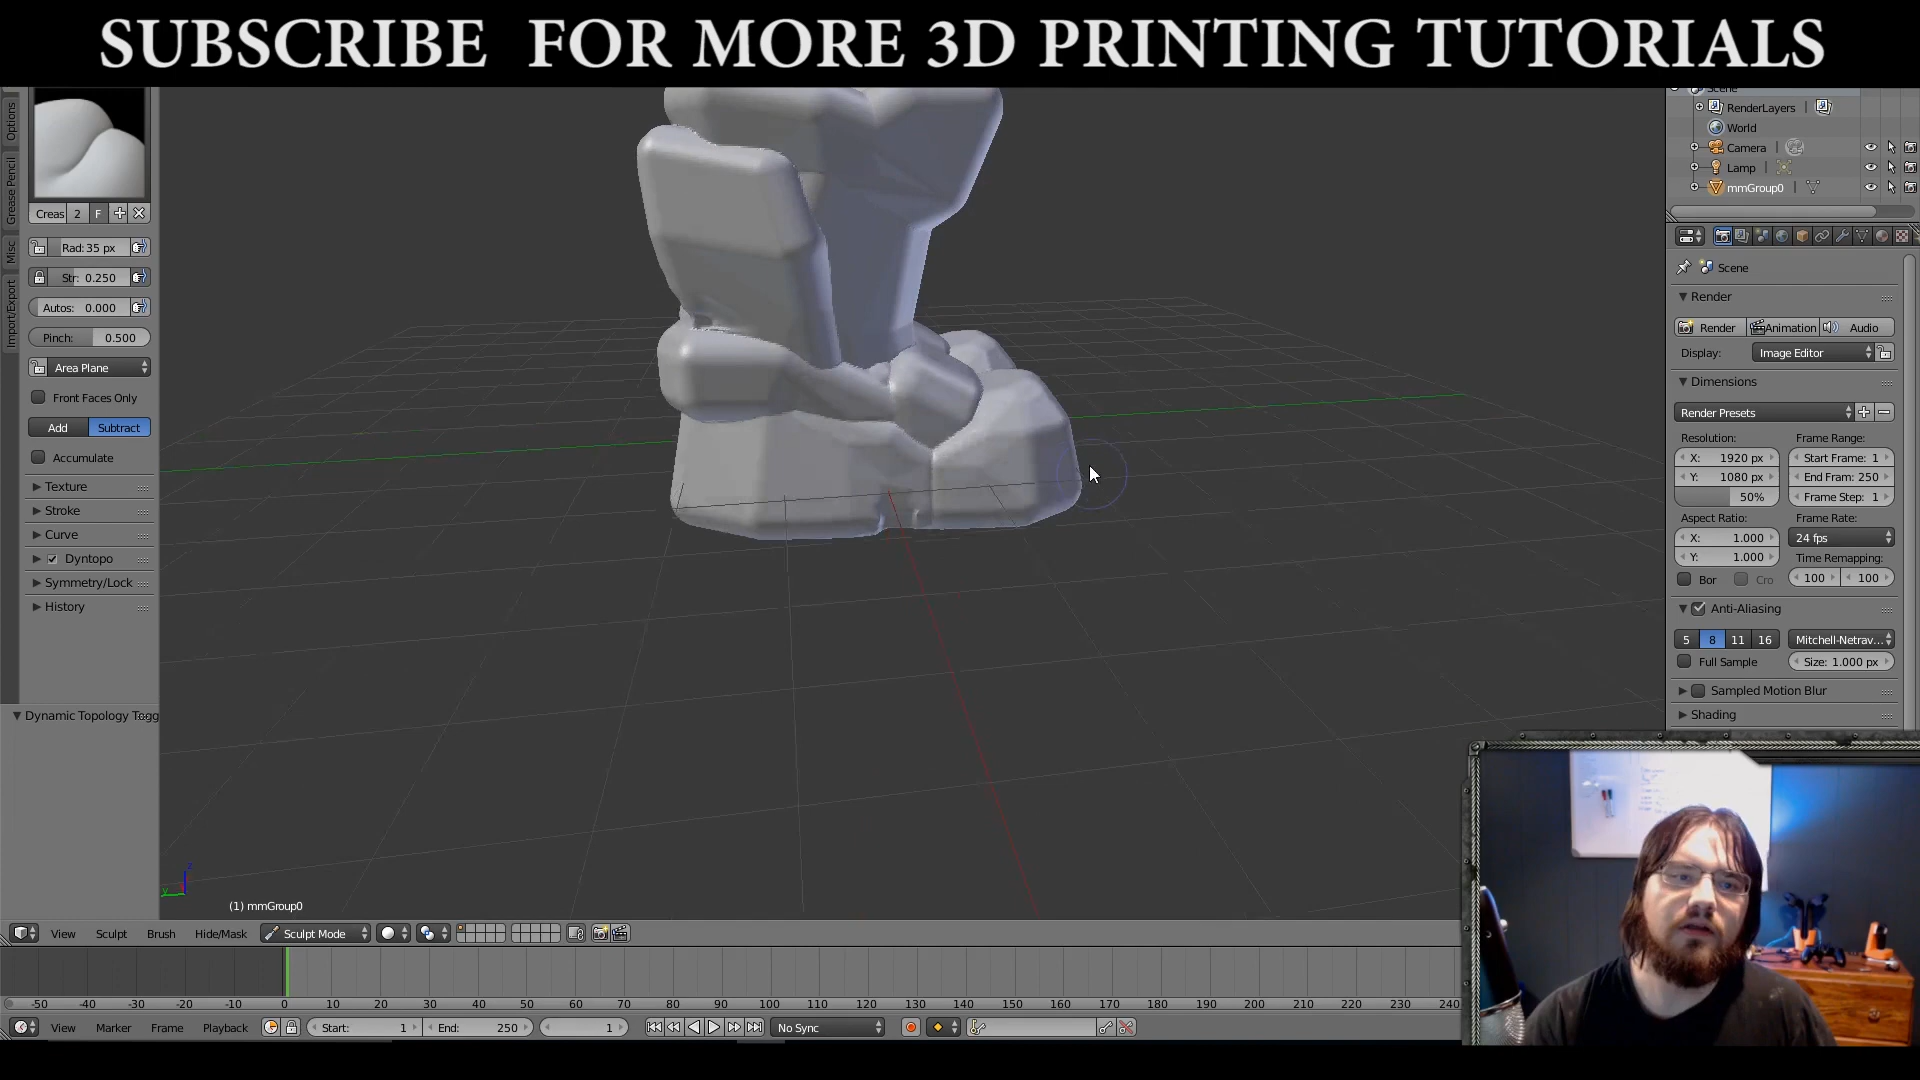 SUBSCRIBE FOR MORE 3D PRINTING TUTORIALS
Options
Grease Pencil
Misc
Import/Export
Creas 2 F
Rad: 35 px
Str: 0.250
Autos: 0.000
Pinch: 0.500
Area Plane
Front Faces Only
Add Subtract
Accumulate
Texture
Stroke
Curve
Dyntopo
Symmetry/Lock
History
Dynamic Topology Togg
z
y
(1) mmGroup0
View Sculpt Brush Hide/Mask Sculpt Mode
-50 -40 -30 -20 -10 0 10 20 30 40 50 60 70 80 90 100 110 120 130 140 150 160 170 180 190 200 210 220 230 240
View Marker Frame Playback Start: 1 End: 250 1 No Sync
Scene
RenderLayers
World
Camera
Lamp
mmGroup0
Scene
Render
Render Animation Audio
Display: Image Editor
Dimensions
Render Presets
Resolution: Frame Range:
X: 1920 px Start Frame: 1
Y: 1080 px End Fram: 250
50% Frame Step: 1
Aspect Ratio: Frame Rate:
X: 1.000 24 fps
Y: 1.000 Time Remapping:
Bor Cro 100 100
Anti-Aliasing
5 8 11 16 Mitchell-Netrav...
Full Sample Size: 1.000 px
Sampled Motion Blur
Shading